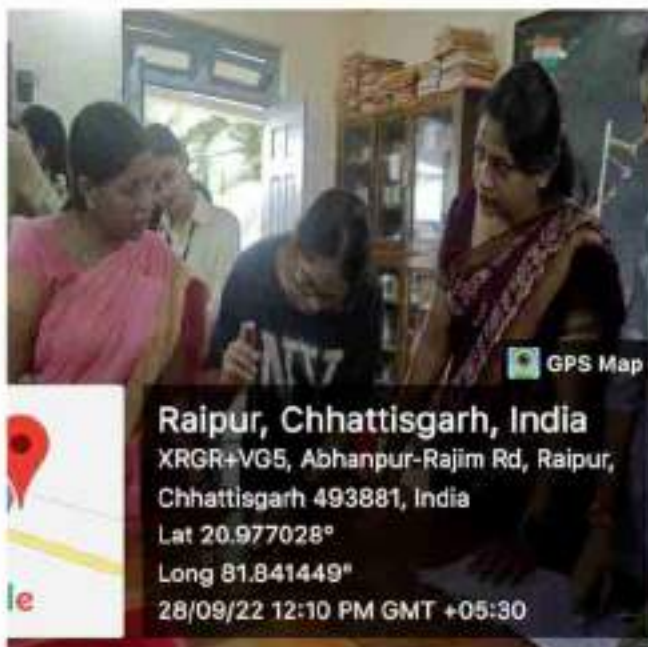 GPS Map
Raipur, Chhattisgarh, India
XRGR+VG5, Abhanpur-Rajim Rd, Raipur,
Chhattisgarh 493881, India
Lat 20.977028°
Long 81.841449°
28/09/22 12:10 PM GMT +05:30
le